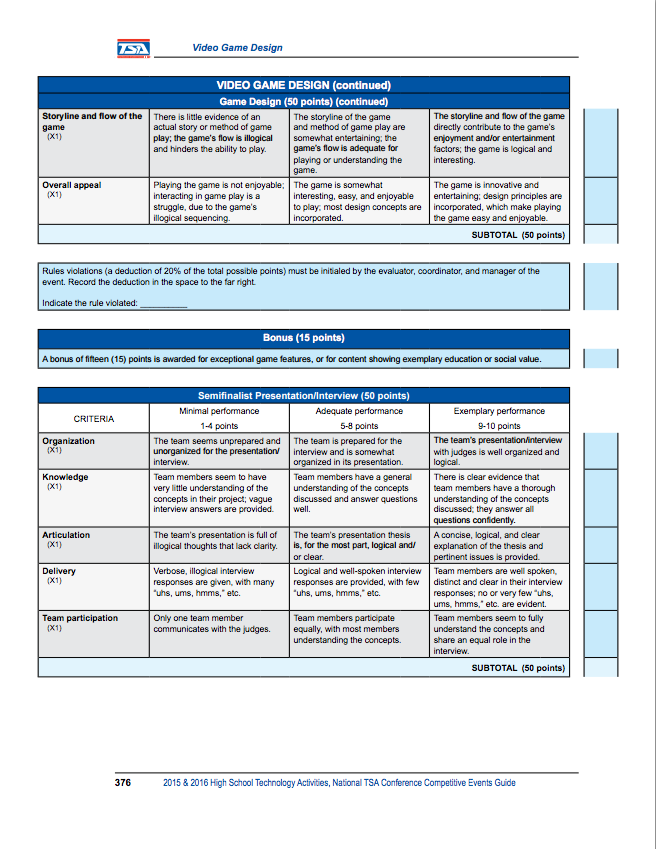 TSA
Video Game Design
VIDEO GAME DESIGN (continued)
Game Design (50 points) (continued)
Storyline and flow of the
game
(X1)
There is little evidence of an
actual story or method of game
play; the game's flow is illogical
and hinders the ability to play.
The storyline of the game
and method of game play are
somewhat entertaining; the
game's flow is adequate for
playing or understanding the
game.
The storyline and flow of the game
directly contribute to the game's
enjoyment and/or entertainment
factors; the game is logical and
interesting.
Overall appeal
(X1)
Playing the game is not enjoyable;
interacting in game play is a
struggle, due to the game's
illogical sequencing.
The game is somewhat
interesting, easy, and enjoyable
to play; most design concepts are
incorporated.
The game is innovative and
entertaining; design principles are
incorporated, which make playing
the game easy and enjoyable.
SUBTOTAL (50 points)
Rules violations (a deduction of 20% of the total possible points) must be initialed by the evaluator, coordinator, and manager of the
event. Record the deduction in the space to the far right.
Indicate the rule violated: __________
Bonus (15 points)
A bonus of fifteen (15) points is awarded for exceptional game features, or for content showing exemplary education or social value.
Semifinalist Presentation/Interview (50 points)
CRITERIA
Minimal performance
1-4 points
Adequate performance
5-8 points
Exemplary performance
9-10 points
Organization
(X1)
The team seems unprepared and
unorganized for the presentation/
interview.
The team is prepared for the
interview and is somewhat
organized in its presentation.
The team's presentation/interview
with judges is well organized and
logical.
Knowledge
(X1)
Team members seem to have
very little understanding of the
concepts in their project; vague
interview answers are provided.
Team members have a general
understanding of the concepts
discussed and answer questions
well.
There is clear evidence that
team members have a thorough
understanding of the concepts
discussed; they answer all
questions confidently.
Articulation
(X1)
The team's presentation is full of
illogical thoughts that lack clarity.
The team's presentation thesis
is, for the most part, logical and/
or clear.
A concise, logical, and clear
explanation of the thesis and
pertinent issues is provided.
Delivery
(X1)
Verbose, illogical interview
responses are given, with many
"uhs, ums, hmms," etc.
Logical and well-spoken interview
responses are provided, with few
"uhs, ums, hmms," etc.
Team members are well spoken,
distinct and clear in their interview
responses; no or very few "uhs,
ums, hmms," etc. are evident.
Team participation
(X1)
Only one team member
communicates with the judges.
Team members participate
equally, with most members
understanding the concepts.
Team members seem to fully
understand the concepts and
share an equal role in the
interview.
SUBTOTAL (50 points)
376 2015 & 2016 High School Technology Activities, National TSA Conference Competitive Events Guide